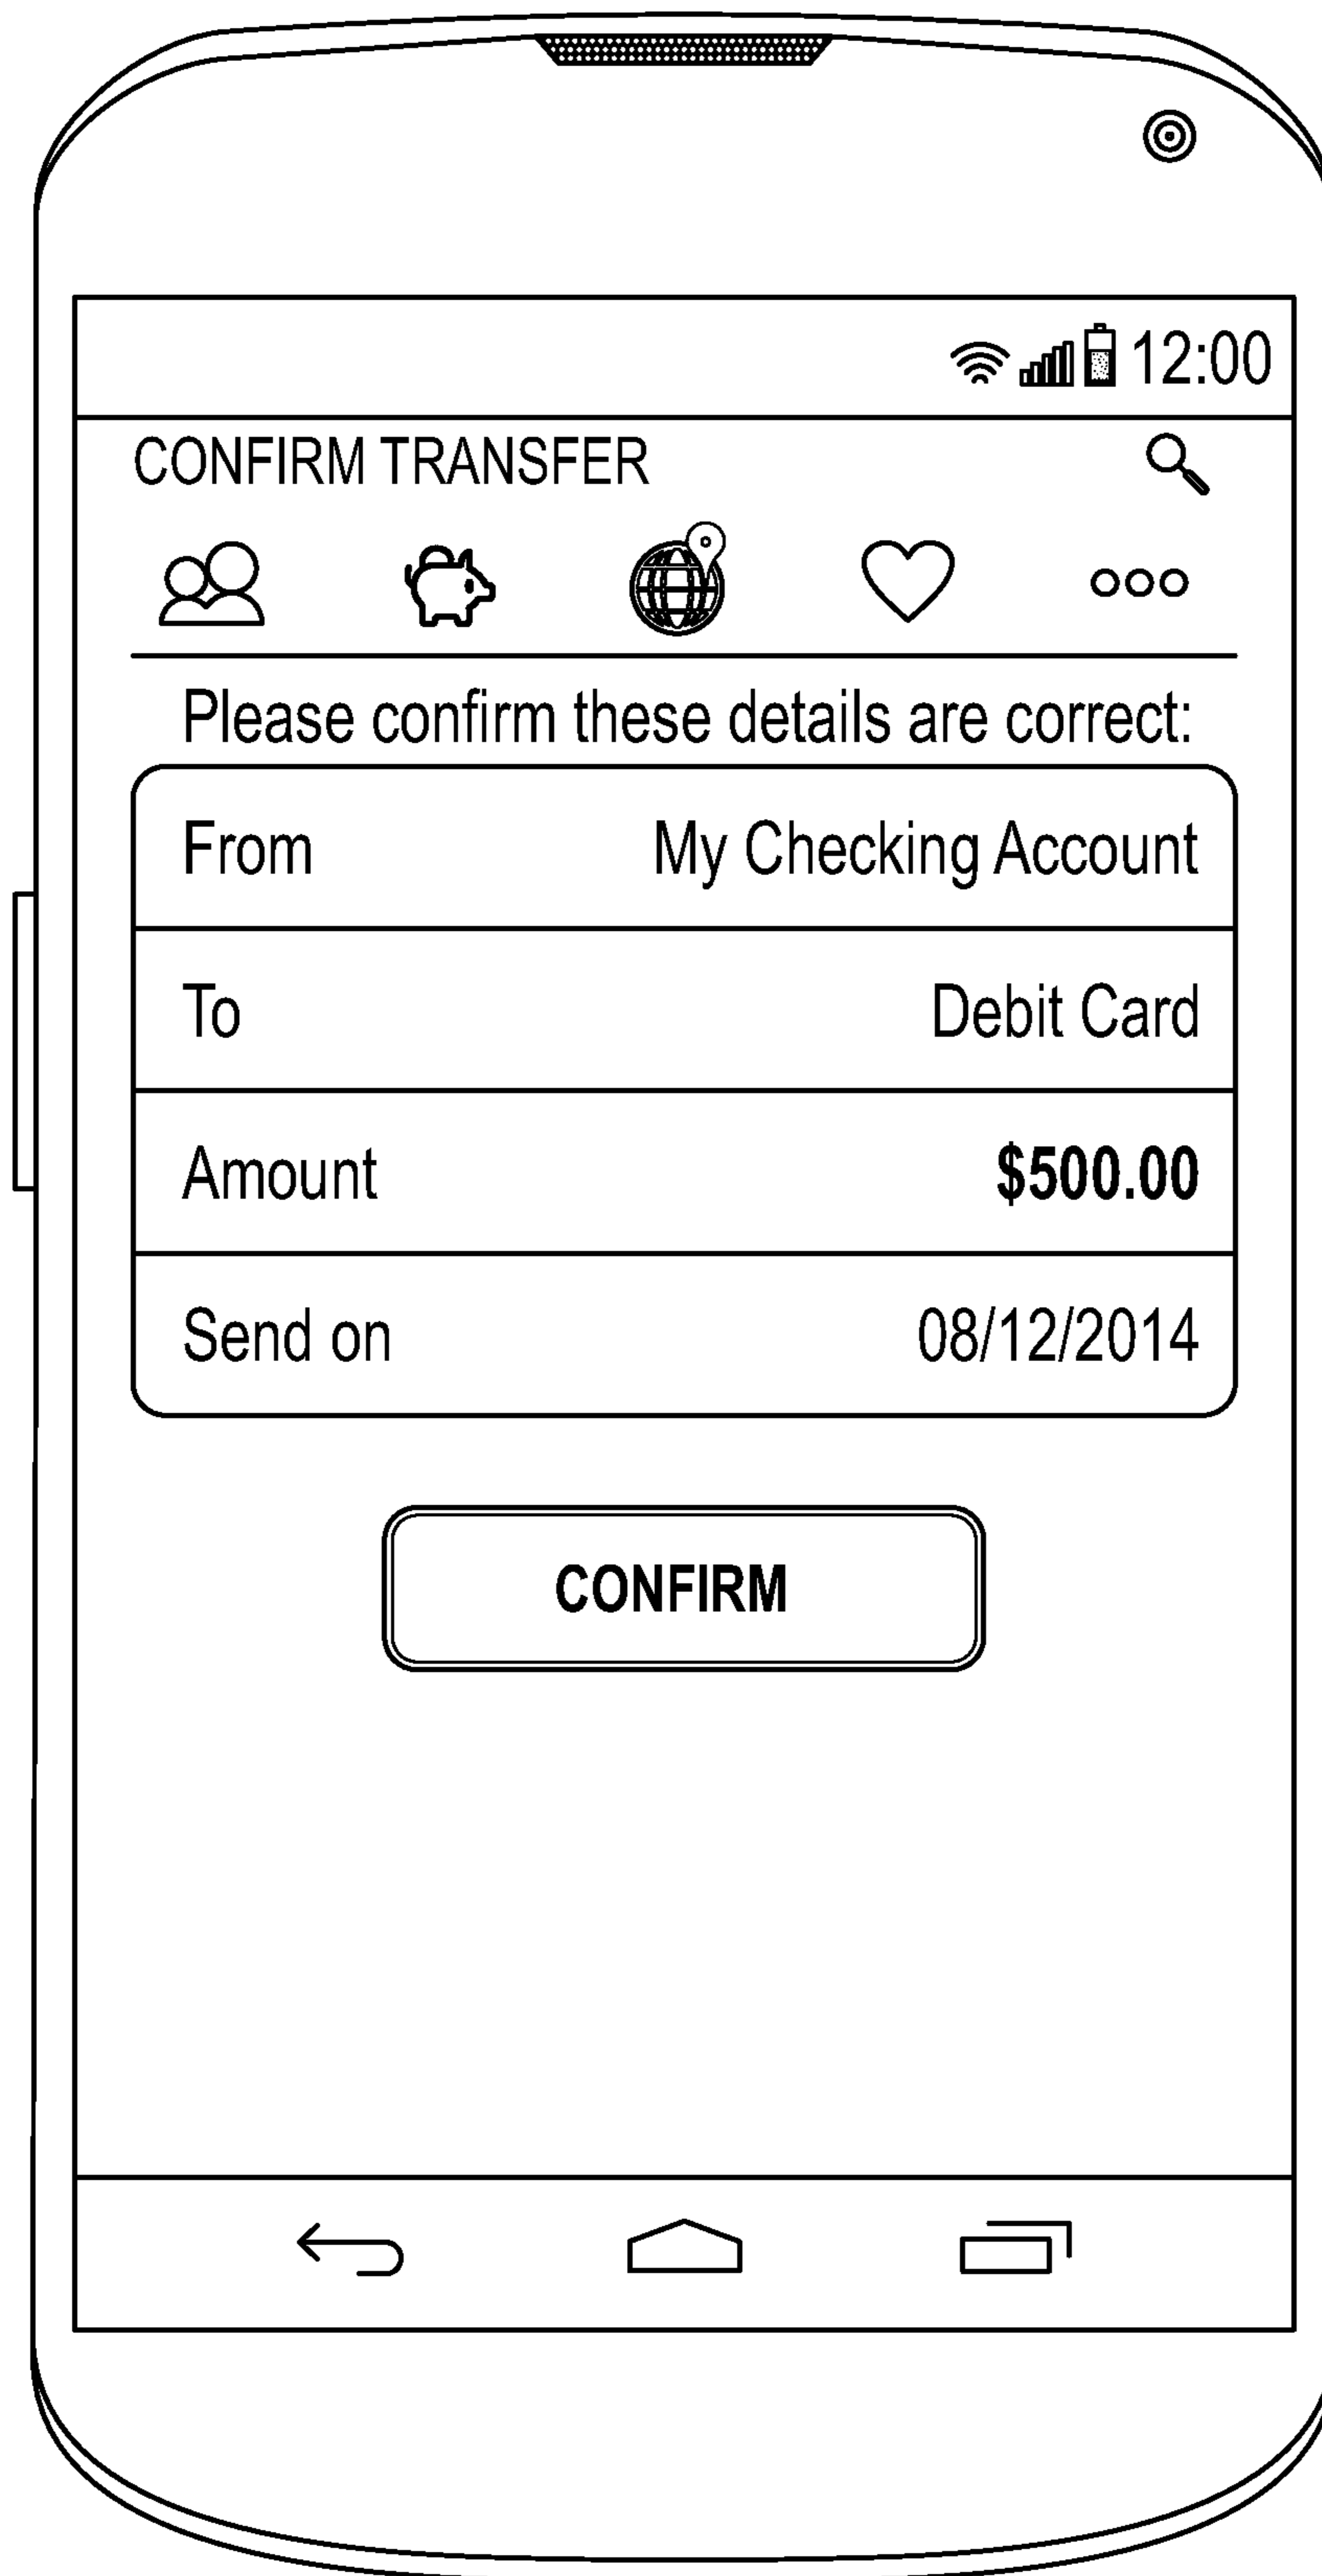 12:00
CONFIRM TRANSFER
Please confirm these details are correct:
From My Checking Account
To Debit Card
Amount $500.00
Send on 08/12/2014
CONFIRM